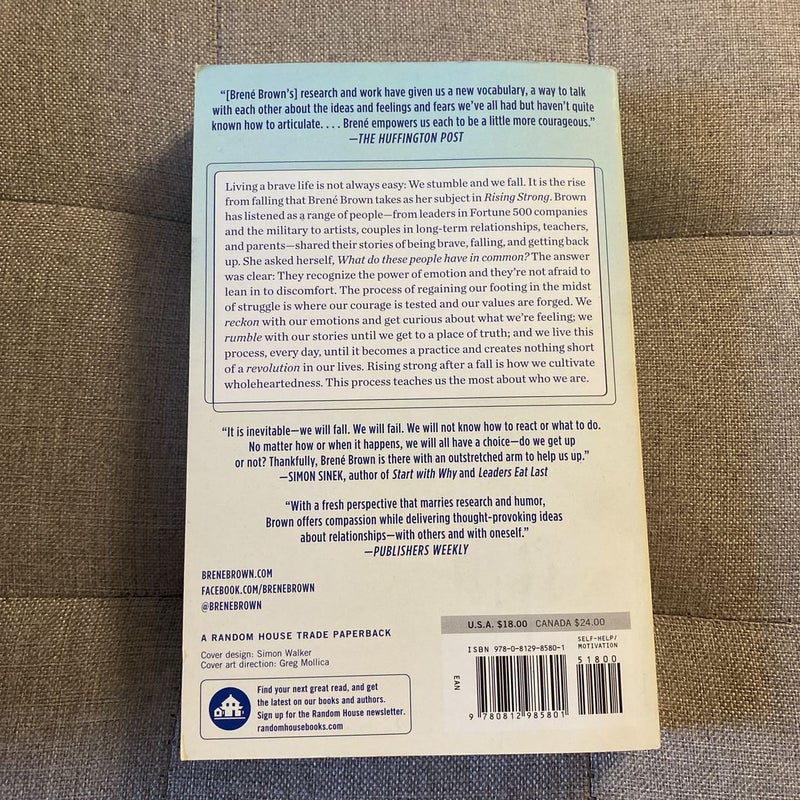 “[Brené Brown’s] research and work have given us a new vocabulary, a way to talk
with each other about the ideas and feelings and fears we’ve all had but haven’t quite
known how to articulate. . . . Brené empowers us each to be a little more courageous.”
—THE HUFFINGTON POST
Living a brave life is not always easy: We stumble and we fall. It is the rise
from falling that Brené Brown takes as her subject in Rising Strong. Brown
has listened as a range of people—from leaders in Fortune 500 companies
and the military to artists, couples in long-term relationships, teachers,
and parents—shared their stories of being brave, falling, and getting back
up. She asked herself, What do these people have in common? The answer
was clear: They recognize the power of emotion and they’re not afraid to
lean in to discomfort. The process of regaining our footing in the midst
of struggle is where our courage is tested and our values are forged. We
reckon with our emotions and get curious about what we’re feeling; we
rumble with our stories until we get to a place of truth; and we live this
process, every day, until it becomes a practice and creates nothing short
of a revolution in our lives. Rising strong after a fall is how we cultivate
wholeheartedness. This process teaches us the most about who we are.
“It is inevitable—we will fall. We will fail. We will not know how to react or what to do.
No matter how or when it happens, we will all have a choice—do we get up
or not? Thankfully, Brené Brown is there with an outstretched arm to help us up.”
—SIMON SINEK, author of Start with Why and Leaders Eat Last
“With a fresh perspective that marries research and humor,
Brown offers compassion while delivering thought-provoking ideas
about relationships—with others and with oneself.”
—PUBLISHERS WEEKLY
BRENEBROWN.COM
FACEBOOK.COM/BRENEBROWN
@BRENEBROWN
A RANDOM HOUSE TRADE PAPERBACK
Cover design: Simon Walker
Cover art direction: Greg Mollica
Find your next great read, and get
the latest on our books and authors.
Sign up for the Random House newsletter.
randomhousebooks.com
U.S.A. $18.00 CANADA $24.00
ISBN 978-0-8129-8580-1
SELF-HELP/
MOTIVATION
51800
EAN
9 780812 985801